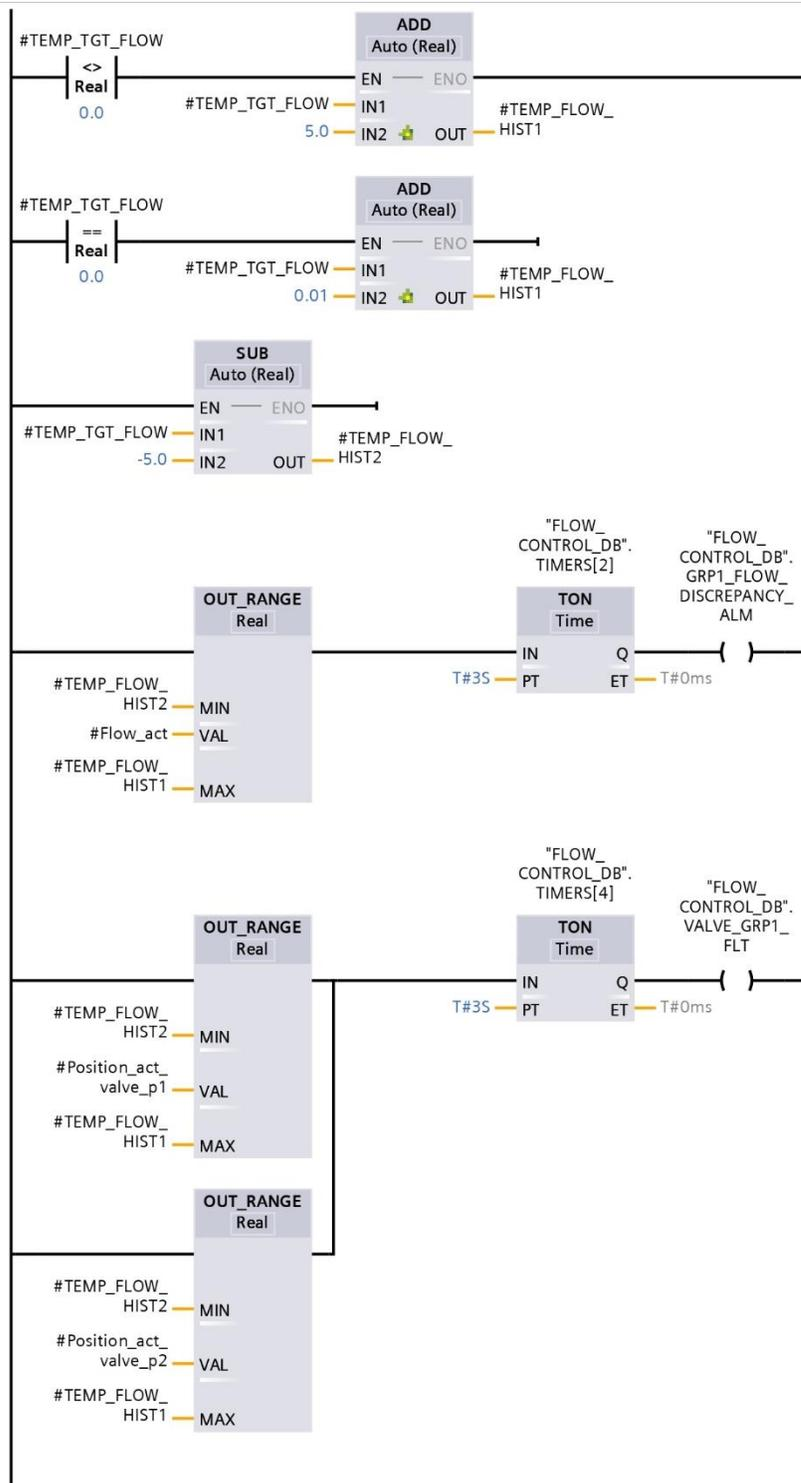 ADD
Auto (Real)
#TEMP_TGT_FLOW
<>
Real
0.0
EN
ENO
#TEMP_TGT_FLOW
IN1
5.0
IN2
OUT
#TEMP_FLOW_
HIST1
ADD
Auto (Real)
#TEMP_TGT_FLOW
==
Real
0.0
EN
ENO
#TEMP_TGT_FLOW
IN1
0.01
IN2
OUT
#TEMP_FLOW_
HIST1
SUB
Auto (Real)
EN
ENO
#TEMP_TGT_FLOW
IN1
-5.0
IN2
OUT
#TEMP_FLOW_
HIST2
OUT_RANGE
Real
#TEMP_FLOW_
HIST2
MIN
#Flow_act
VAL
#TEMP_FLOW_
HIST1
MAX
"FLOW_
CONTROL_DB".
TIMERS[2]
TON
Time
IN
Q
T#3S
PT
ET
T#0ms
"FLOW_
CONTROL_DB".
GRP1_FLOW_
DISCREPANCY_
ALM
OUT_RANGE
Real
#TEMP_FLOW_
HIST2
MIN
#Position_act_
valve_p1
VAL
#TEMP_FLOW_
HIST1
MAX
"FLOW_
CONTROL_DB".
TIMERS[4]
TON
Time
IN
Q
T#3S
PT
ET
T#0ms
"FLOW_
CONTROL_DB".
VALVE_GRP1_
FLT
OUT_RANGE
Real
#TEMP_FLOW_
HIST2
MIN
#Position_act_
valve_p2
VAL
#TEMP_FLOW_
HIST1
MAX